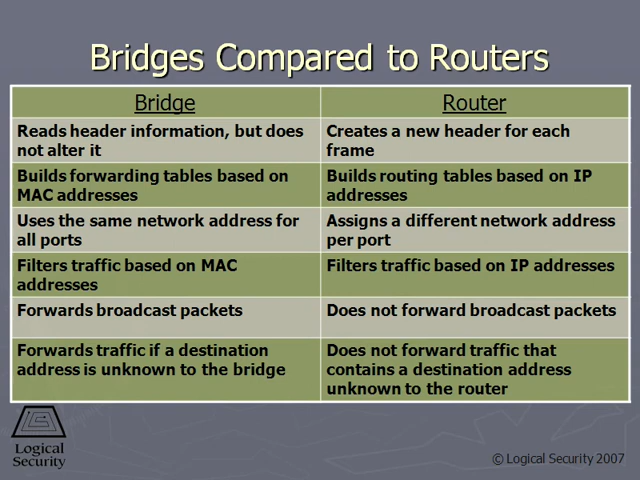 Bridges Compared to Routers
Bridge
Router
Reads header information, but does
not alter it
Creates a new header for each
frame
Builds forwarding tables based on
MAC addresses
Builds routing tables based on IP
addresses
Uses the same network address for
all ports
Assigns a different network address
per port
Filters traffic based on MAC
addresses
Filters traffic based on IP addresses
Forwards broadcast packets
Does not forward broadcast packets
Forwards traffic if a destination
address is unknown to the bridge
Does not forward traffic that
contains a destination address
unknown to the router
Logical
Security
© Logical Security 2007